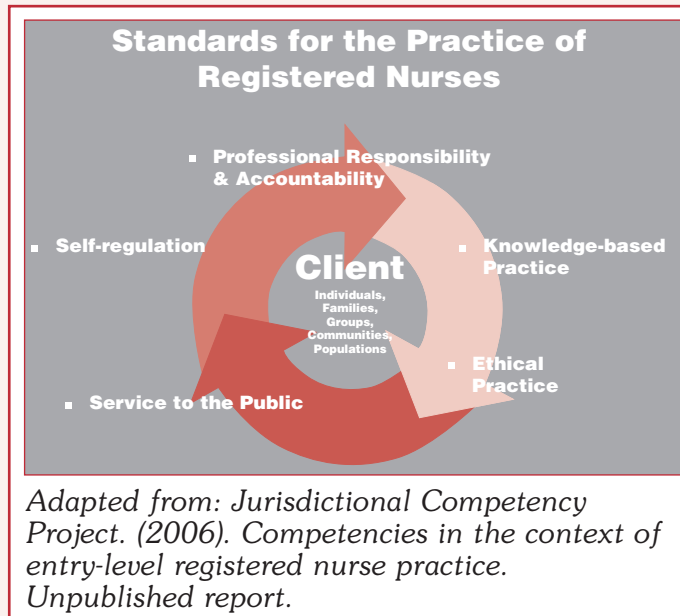 Standards for the Practice of
Registered Nurses
▪ Professional Responsibility
& Accountability
▪ Self-regulation
▪ Knowledge-based
Practice
Client
Individuals,
Families,
Groups,
Communities,
Populations
▪ Ethical
Practice
▪ Service to the Public
Adapted from: Jurisdictional Competency
Project. (2006). Competencies in the context of
entry-level registered nurse practice.
Unpublished report.